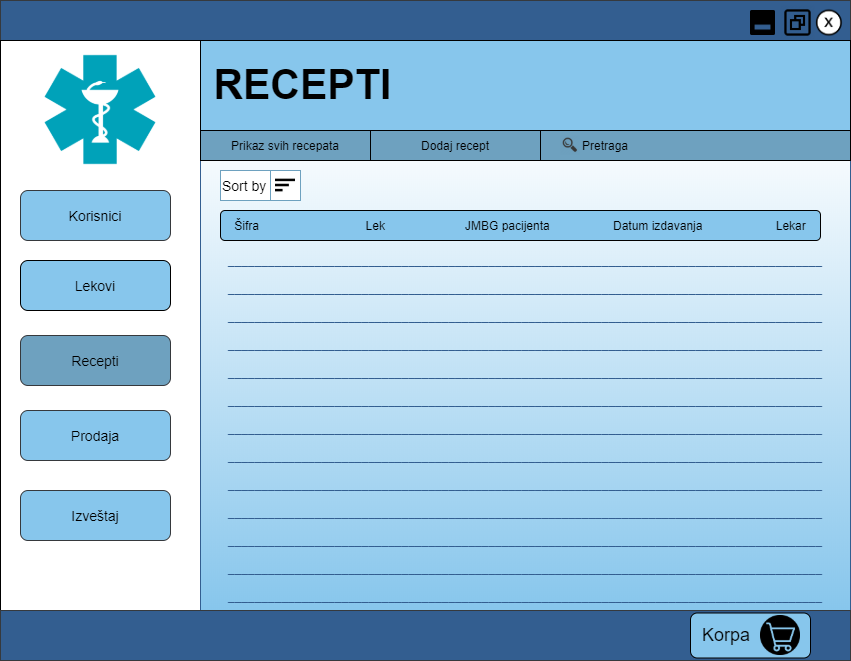 X
RECEPTI
Prikaz svih recepata
Dodaj recept
Pretraga
Sort by
Šifra
Lek
JMBG pacijenta
Datum izdavanja
Lekar
Korisnici
Lekovi
Recepti
Prodaja
Izveštaj
Korpa